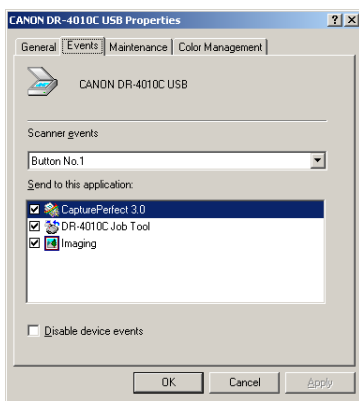 CANON DR-4010C USB Properties
General Events Maintenance Color Management
CANON DR-4010C USB
Scanner events
Button No.1
Send to this application:
CapturePerfect 3.0
DR-4010C Job Tool
Imaging
Disable device events
OK Cancel Apply